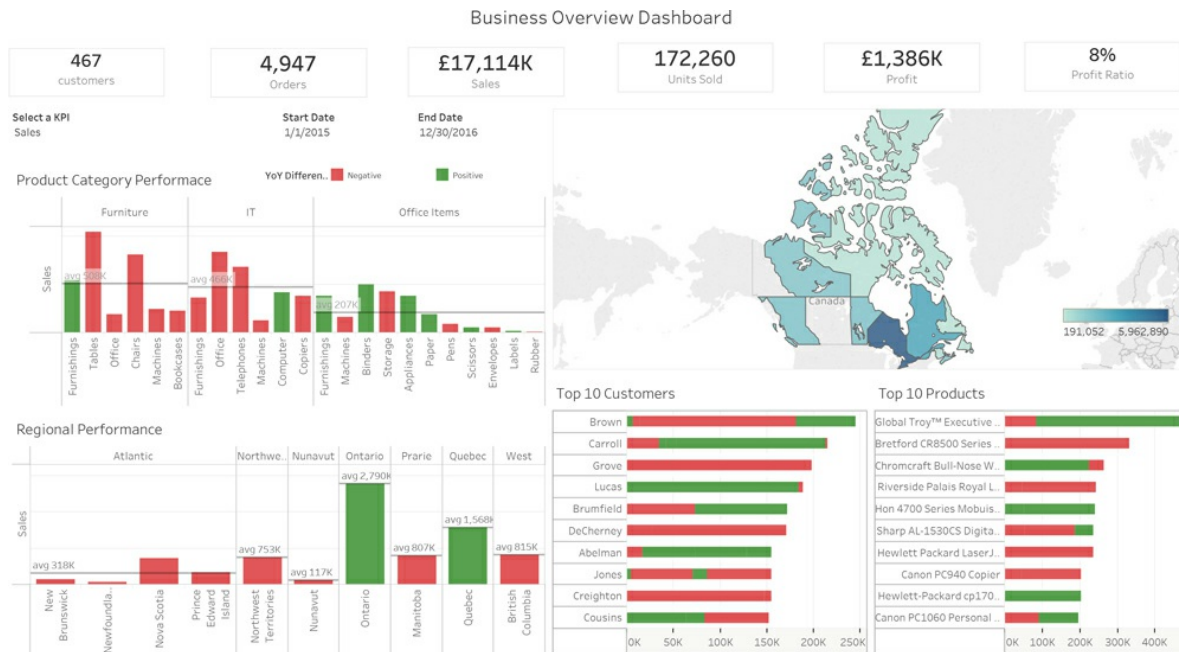 Business Overview Dashboard
467
customers
4,947
Orders
£17,114K
Sales
172,260
Units Sold
£1,386K
Profit
8%
Profit Ratio
Select a KPI
Sales
Start Date
1/1/2015
End Date
12/30/2016
Product Category Performace
YoY Differen.. Negative Positive
Furniture IT Office Items
Sales
avg 508K
avg 466K
avg 207K
Furnishings
Tables
Office
Chairs
Machines
Bookcases
Furnishings
Office
Telephones
Machines
Computer
Copiers
Furnishings
Machines
Binders
Storage
Appliances
Paper
Pens
Scissors
Envelopes
Labels
Rubber
Canada
191,052 5,962,890
Regional Performance
Atlantic Northwe.. Nunavut Ontario Prarie Quebec West
Sales
avg 318K
avg 753K
avg 117K
avg 2,790K
avg 807K
avg 1,568K
avg 815K
New
Brunswick
Newfoundla..
Nova Scotia
Prince
Edward
Island
Northwest
Territories
Nunavut
Ontario
Manitoba
Quebec
British
Columbia
Top 10 Customers
Brown
Carroll
Grove
Lucas
Brumfield
DeCherney
Abelman
Jones
Creighton
Cousins
0K 50K 100K 150K 200K 250K
Top 10 Products
Global Troy™ Executive ..
Bretford CR8500 Series ..
Chromcraft Bull-Nose W..
Riverside Palais Royal L..
Hon 4700 Series Mobuis..
Sharp AL-1530CS Digita..
Hewlett Packard LaserJ..
Canon PC940 Copier
Hewlett-Packard cp170..
Canon PC1060 Personal ..
0K 100K 200K 300K 400K